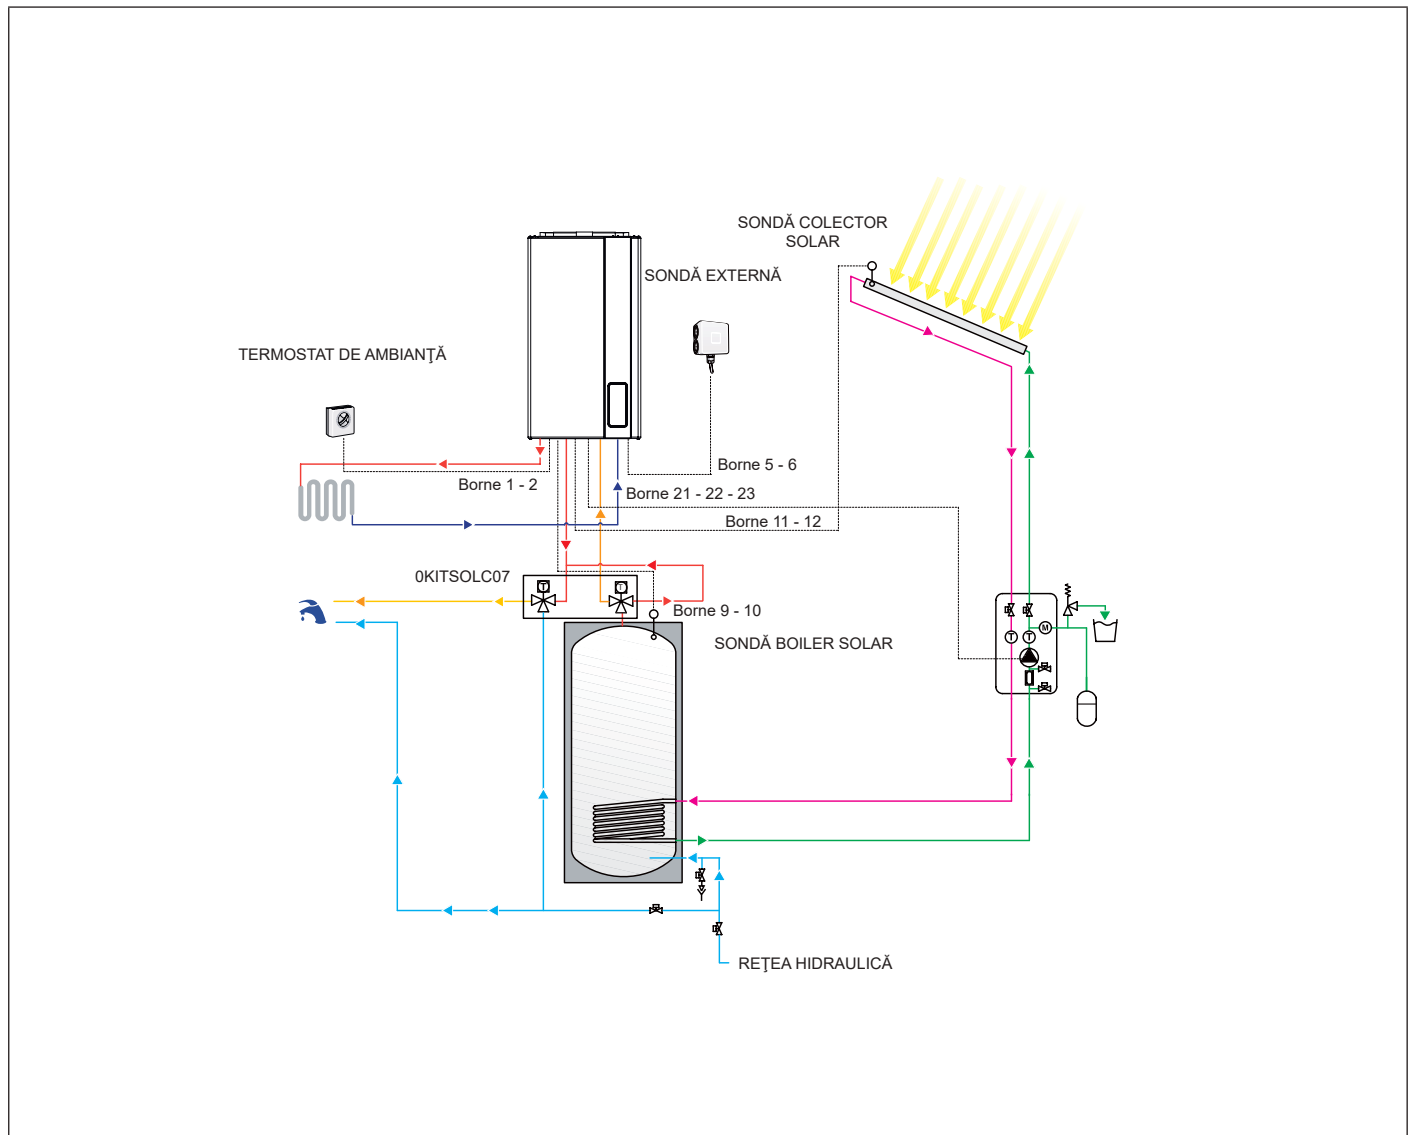 SONDĂ COLECTOR
SOLAR
SONDĂ EXTERNĂ
TERMOSTAT DE AMBIANŢĂ
Borne 5 - 6
Borne 1 - 2
Borne 21 - 22 - 23
Borne 11 - 12
0KITSOLC07
T
T
Borne 9 - 10
SONDĂ BOILER SOLAR
M
T
T
REŢEA HIDRAULICĂ